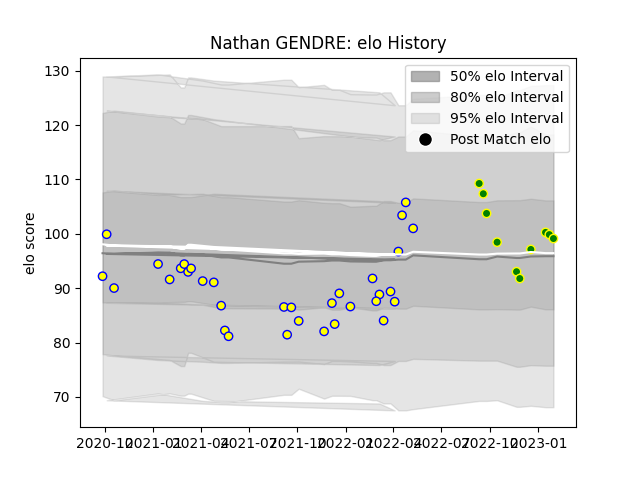 Nathan GENDRE: elo History
50% elo Interval
80% elo Interval
95% elo Interval
Post Match elo
elo score
130
120
110
100
90
80
70
2020-10 2021-01 2021-04 2021-07 2021-10 2022-01 2022-04 2022-07 2022-10 2023-01